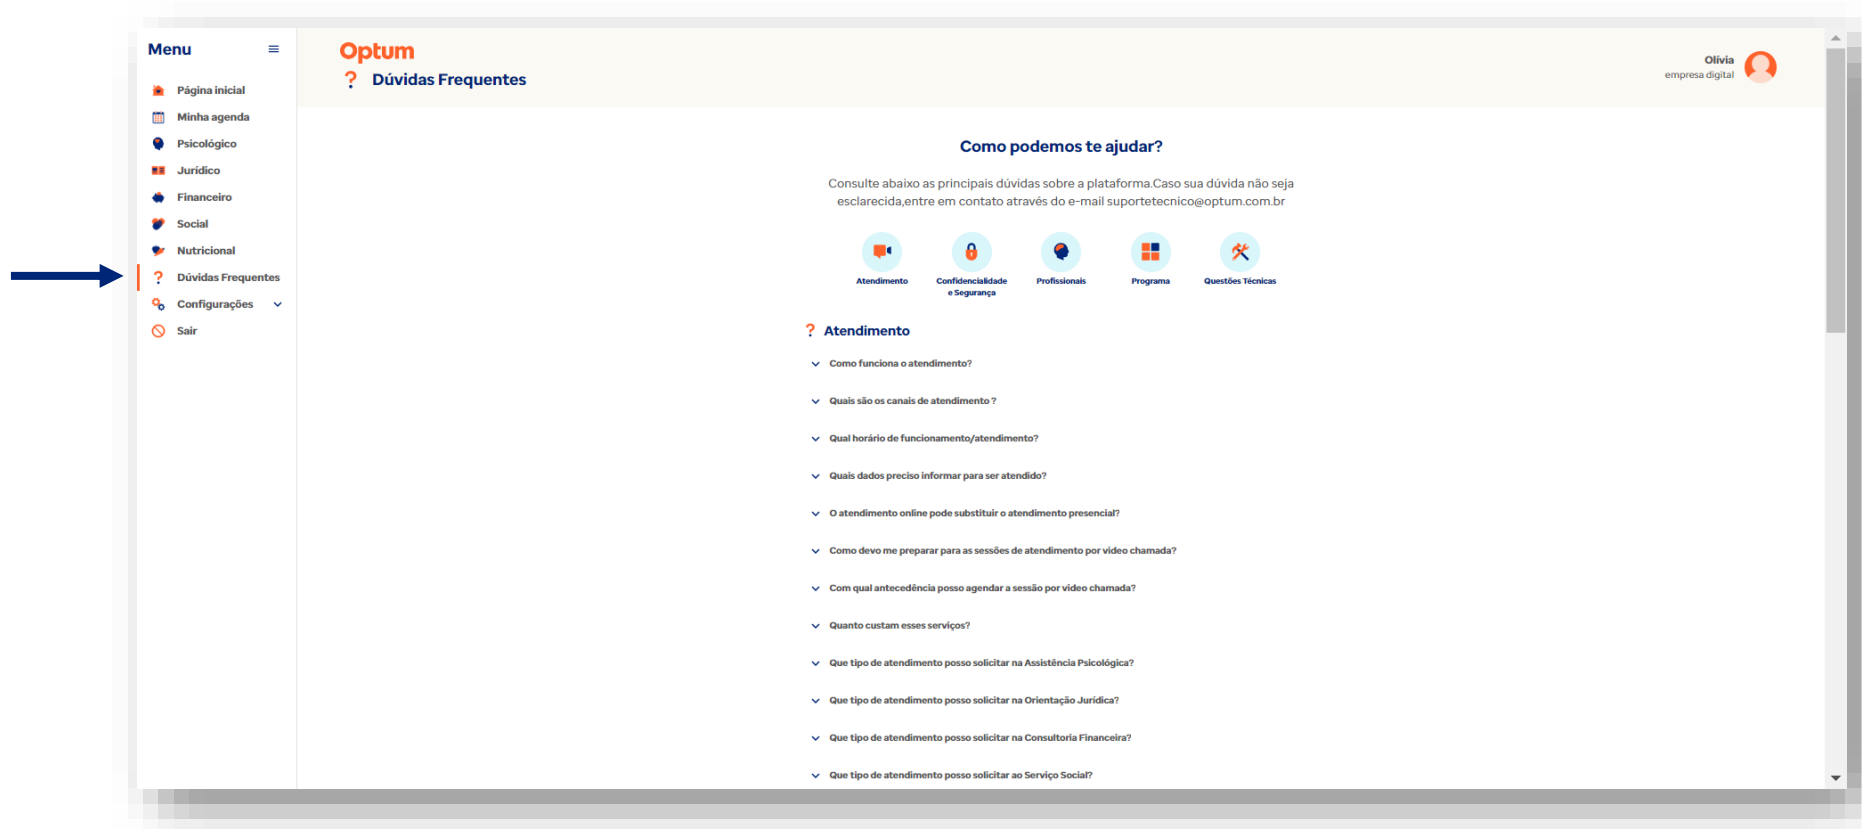 Menu
Página inicial
Minha agenda
Psicológico
Jurídico
Financeiro
Social
Nutricional
Dúvidas Frequentes
Configurações
Sair
Optum
? Dúvidas Frequentes
Olívia
empresa digital
Como podemos te ajudar?
Consulte abaixo as principais dúvidas sobre a plataforma.Caso sua dúvida não seja
esclarecida,entre em contato através do e-mail suportetecnico@optum.com.br
Atendimento
Confidencialidade
e Segurança
Profissionais
Programa
Questões Técnicas
? Atendimento
Como funciona o atendimento?
Quais são os canais de atendimento ?
Qual horário de funcionamento/atendimento?
Quais dados preciso informar para ser atendido?
O atendimento online pode substituir o atendimento presencial?
Como devo me preparar para as sessões de atendimento por video chamada?
Com qual antecedência posso agendar a sessão por video chamada?
Quanto custam esses serviços?
Que tipo de atendimento posso solicitar na Assistência Psicológica?
Que tipo de atendimento posso solicitar na Orientação Jurídica?
Que tipo de atendimento posso solicitar na Consultoria Financeira?
Que tipo de atendimento posso solicitar ao Serviço Social?